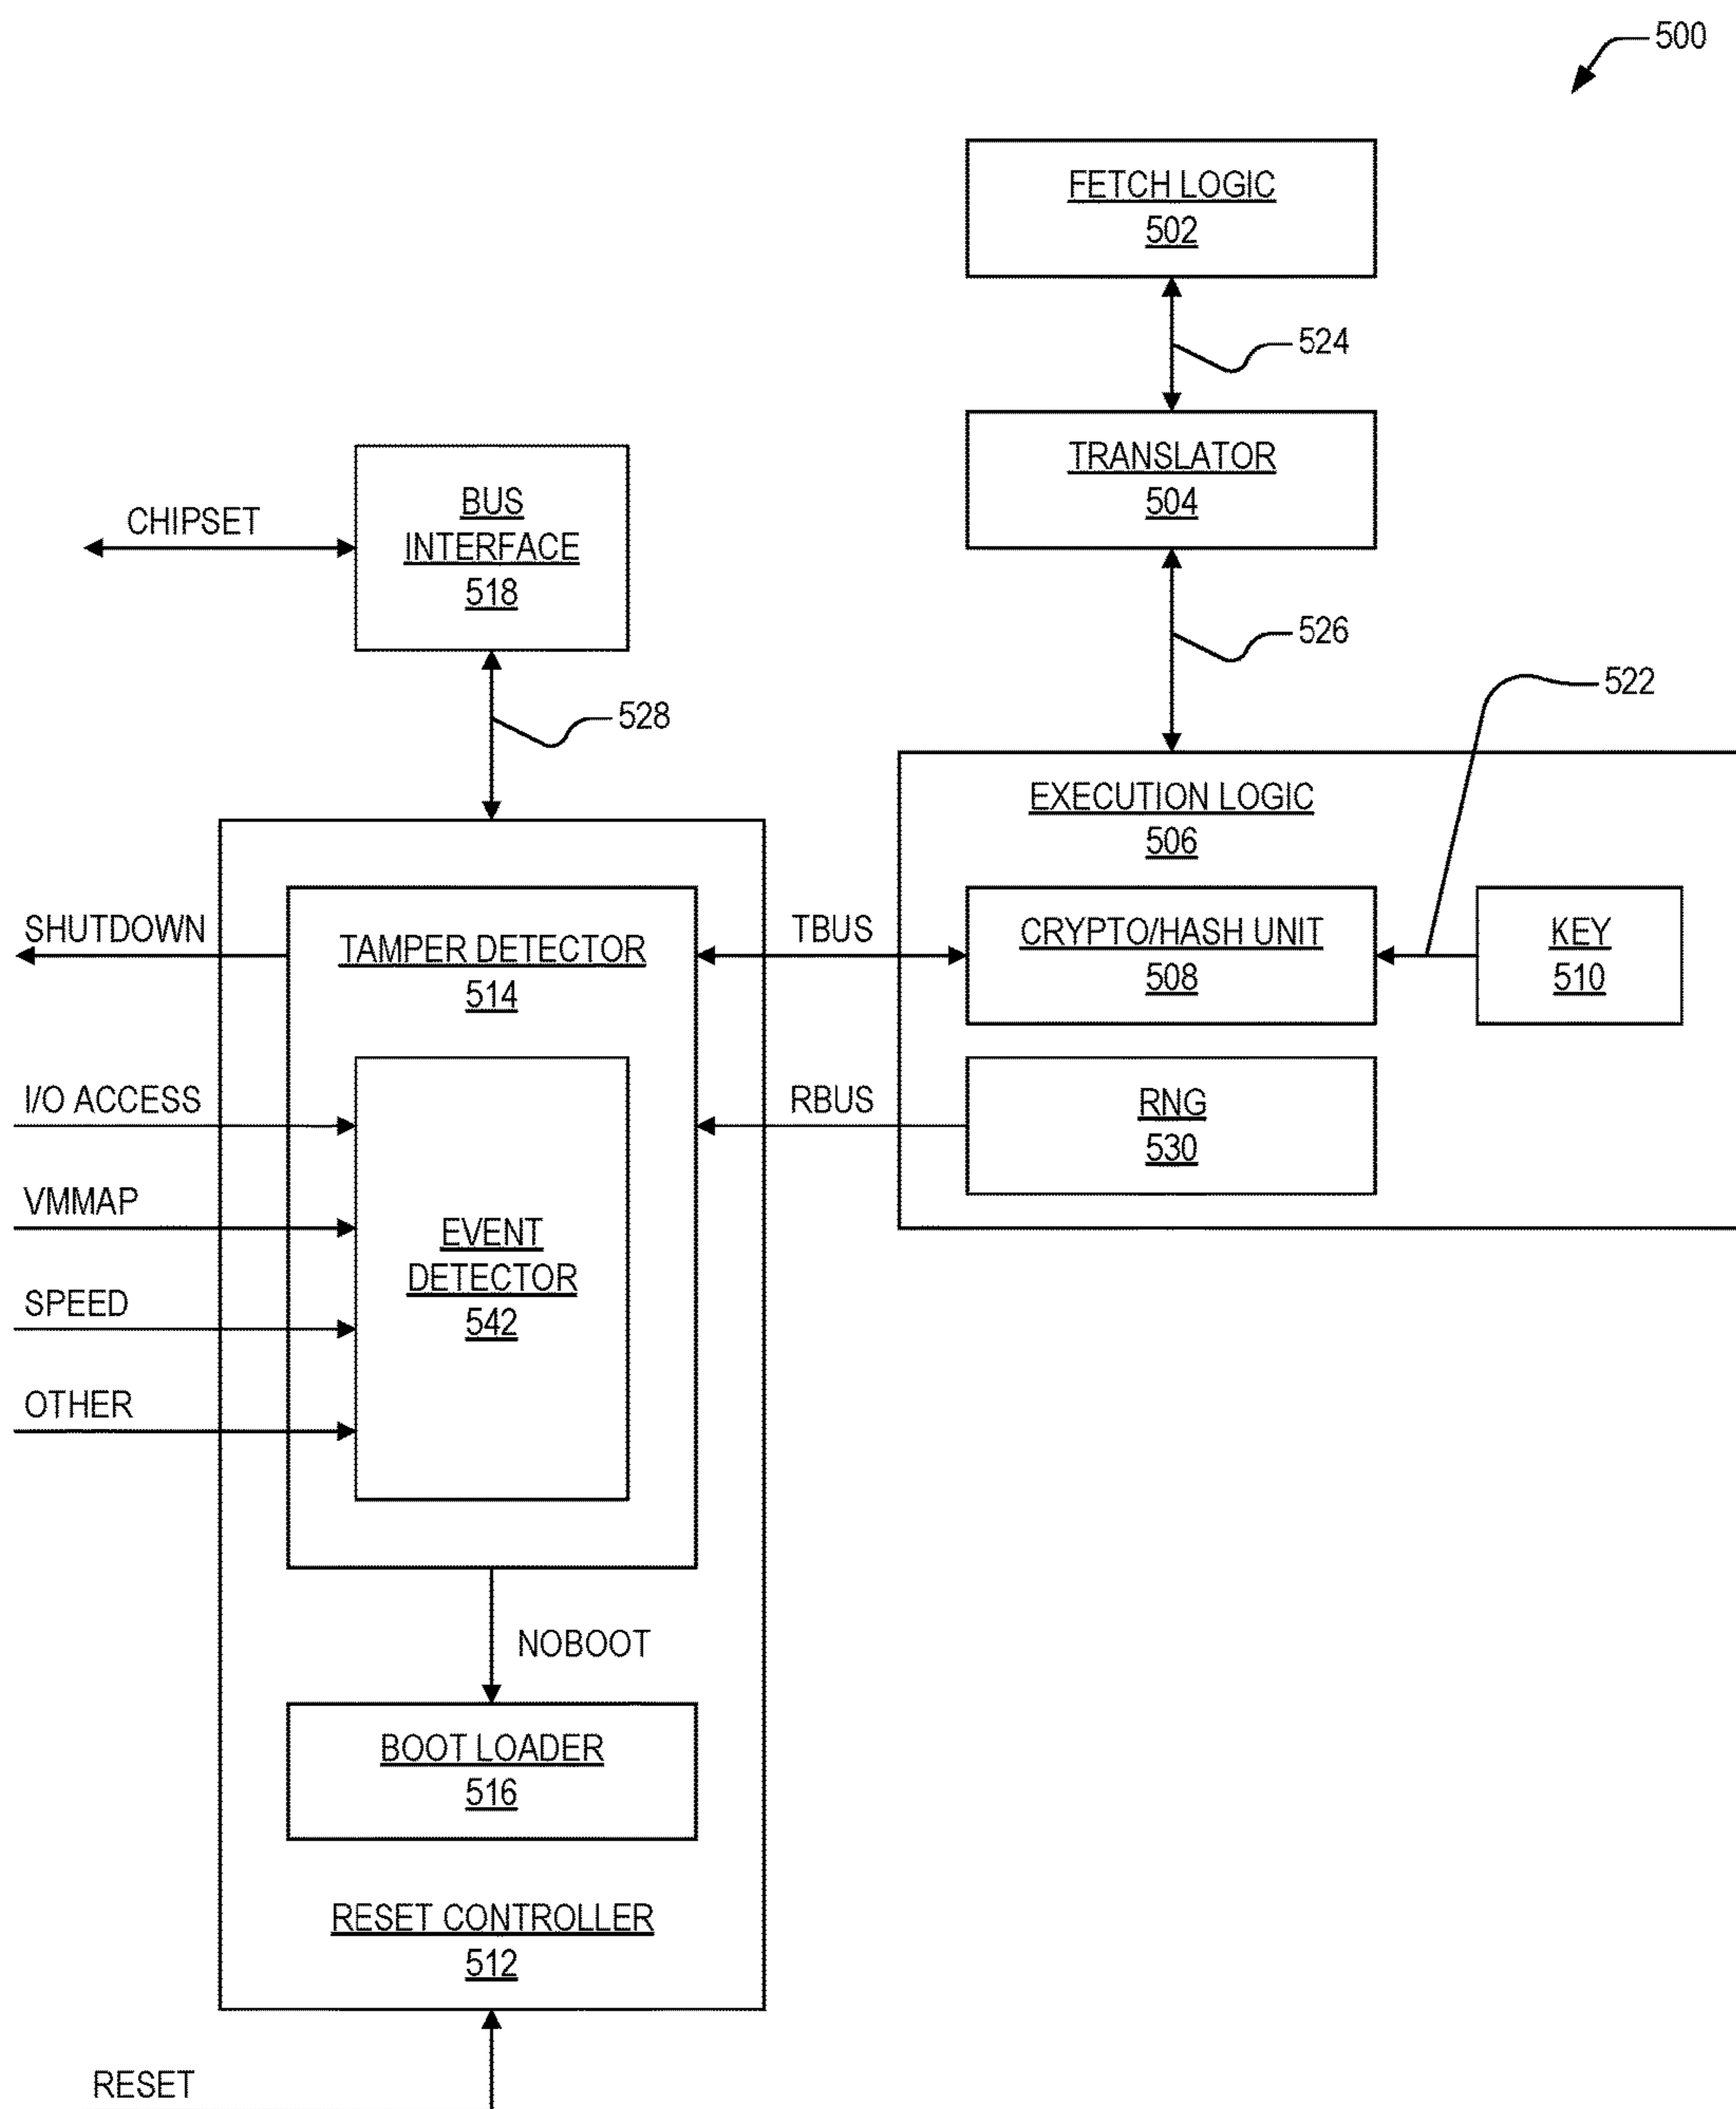 500
FETCH LOGIC
502
524
TRANSLATOR
504
BUS
INTERFACE
518
CHIPSET
526
522
528
EXECUTION LOGIC
506
SHUTDOWN
TAMPER DETECTOR
514
TBUS
CRYPTO/HASH UNIT
508
KEY
510
I/O ACCESS
RBUS
RNG
530
VMMAP
EVENT
DETECTOR
542
SPEED
OTHER
NOBOOT
BOOT LOADER
516
RESET CONTROLLER
512
RESET